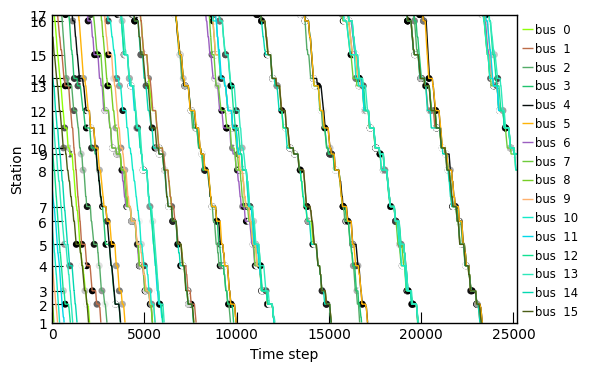 17
16
15
14
13
12
11
10
9
8
7
6
5
4
3
2
1
Station
0
5000
10000
15000
20000
25000
Time step
bus 0
bus 1
bus 2
bus 3
bus 4
bus 5
bus 6
bus 7
bus 8
bus 9
bus 10
bus 11
bus 12
bus 13
bus 14
bus 15